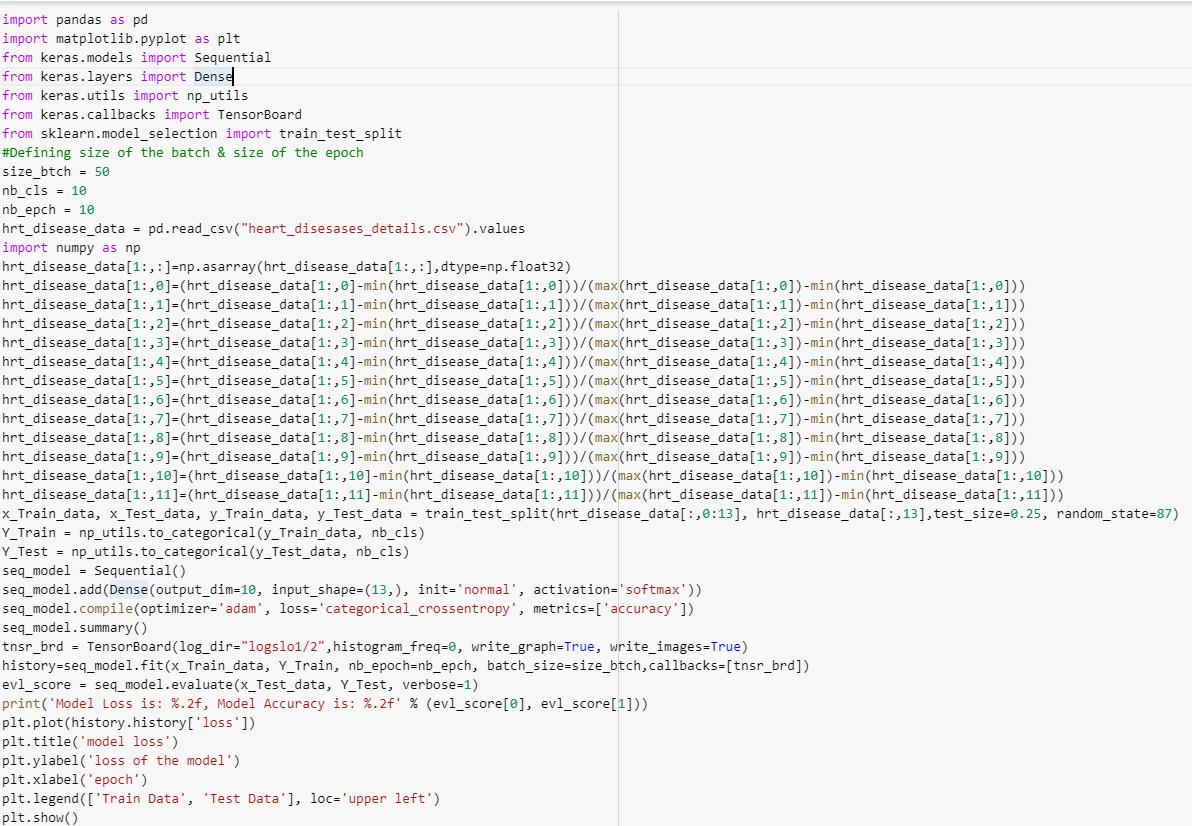 import pandas as pd
import matplotlib.pyplot as plt
from keras.models import Sequential
from keras.layers import Dense
from keras.utils import np_utils
from keras.callbacks import TensorBoard
from sklearn.model_selection import train_test_split
#Defining size of the batch & size of the epoch
size_btch = 50
nb_cls = 10
nb_epch = 10
hrt_disease_data = pd.read_csv("heart_disesases_details.csv").values
import numpy as np
hrt_disease_data[1:,:]=np.asarray(hrt_disease_data[1:,:],dtype=np.float32)
hrt_disease_data[1:,0]=(hrt_disease_data[1:,0]-min(hrt_disease_data[1:,0]))/(max(hrt_disease_data[1:,0])-min(hrt_disease_data[1:,0]))
hrt_disease_data[1:,1]=(hrt_disease_data[1:,1]-min(hrt_disease_data[1:,1]))/(max(hrt_disease_data[1:,1])-min(hrt_disease_data[1:,1]))
hrt_disease_data[1:,2]=(hrt_disease_data[1:,2]-min(hrt_disease_data[1:,2]))/(max(hrt_disease_data[1:,2])-min(hrt_disease_data[1:,2]))
hrt_disease_data[1:,3]=(hrt_disease_data[1:,3]-min(hrt_disease_data[1:,3]))/(max(hrt_disease_data[1:,3])-min(hrt_disease_data[1:,3]))
hrt_disease_data[1:,4]=(hrt_disease_data[1:,4]-min(hrt_disease_data[1:,4]))/(max(hrt_disease_data[1:,4])-min(hrt_disease_data[1:,4]))
hrt_disease_data[1:,5]=(hrt_disease_data[1:,5]-min(hrt_disease_data[1:,5]))/(max(hrt_disease_data[1:,5])-min(hrt_disease_data[1:,5]))
hrt_disease_data[1:,6]=(hrt_disease_data[1:,6]-min(hrt_disease_data[1:,6]))/(max(hrt_disease_data[1:,6])-min(hrt_disease_data[1:,6]))
hrt_disease_data[1:,7]=(hrt_disease_data[1:,7]-min(hrt_disease_data[1:,7]))/(max(hrt_disease_data[1:,7])-min(hrt_disease_data[1:,7]))
hrt_disease_data[1:,8]=(hrt_disease_data[1:,8]-min(hrt_disease_data[1:,8]))/(max(hrt_disease_data[1:,8])-min(hrt_disease_data[1:,8]))
hrt_disease_data[1:,9]=(hrt_disease_data[1:,9]-min(hrt_disease_data[1:,9]))/(max(hrt_disease_data[1:,9])-min(hrt_disease_data[1:,9]))
hrt_disease_data[1:,10]=(hrt_disease_data[1:,10]-min(hrt_disease_data[1:,10]))/(max(hrt_disease_data[1:,10])-min(hrt_disease_data[1:,10]))
hrt_disease_data[1:,11]=(hrt_disease_data[1:,11]-min(hrt_disease_data[1:,11]))/(max(hrt_disease_data[1:,11])-min(hrt_disease_data[1:,11]))
x_Train_data, x_Test_data, y_Train_data, y_Test_data = train_test_split(hrt_disease_data[:,0:13], hrt_disease_data[:,13],test_size=0.25, random_state=87)
Y_Train = np_utils.to_categorical(y_Train_data, nb_cls)
Y_Test = np_utils.to_categorical(y_Test_data, nb_cls)
seq_model = Sequential()
seq_model.add(Dense(output_dim=10, input_shape=(13,), init='normal', activation='softmax'))
seq_model.compile(optimizer='adam', loss='categorical_crossentropy', metrics=['accuracy'])
seq_model.summary()
tnsr_brd = TensorBoard(log_dir="logslo1/2",histogram_freq=0, write_graph=True, write_images=True)
history=seq_model.fit(x_Train_data, Y_Train, nb_epoch=nb_epch, batch_size=size_btch,callbacks=[tnsr_brd])
evl_score = seq_model.evaluate(x_Test_data, Y_Test, verbose=1)
print('Model Loss is: %.2f, Model Accuracy is: %.2f' % (evl_score[0], evl_score[1]))
plt.plot(history.history['loss'])
plt.title('model loss')
plt.ylabel('loss of the model')
plt.xlabel('epoch')
plt.legend(['Train Data', 'Test Data'], loc='upper left')
plt.show()